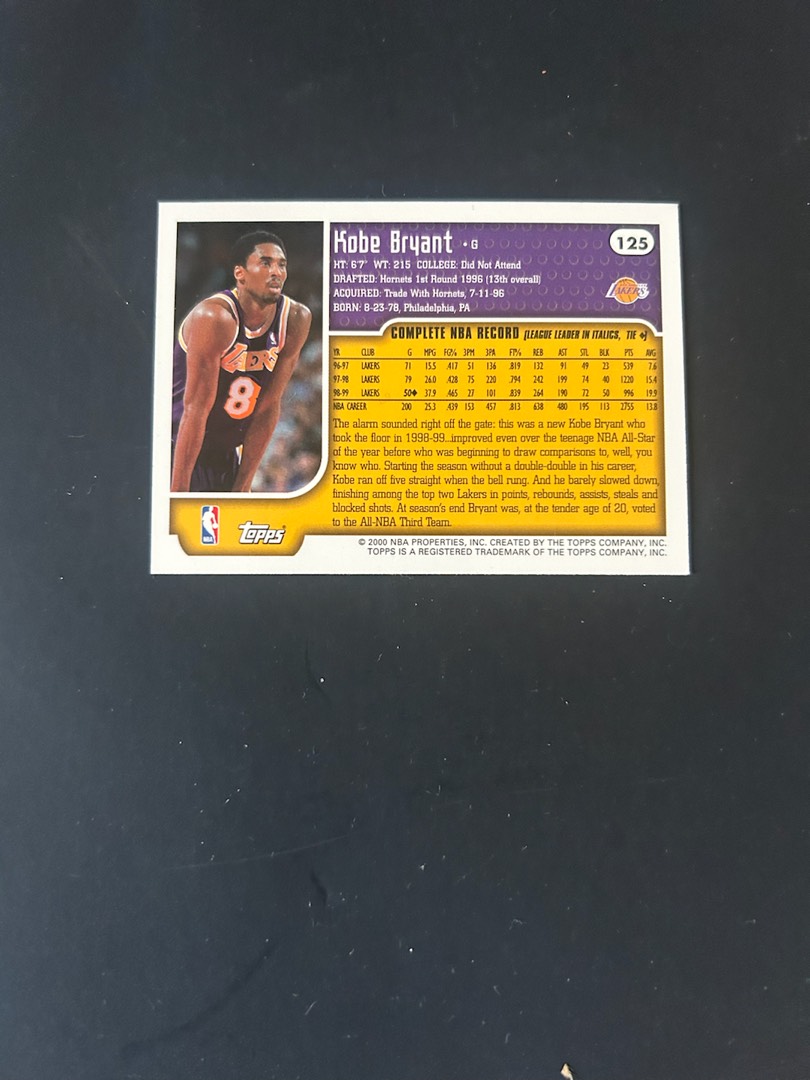 Kobe Bryant • G
125
HT: 6'7" WT: 215 COLLEGE: Did Not Attend
DRAFTED: Hornets 1st Round 1996 (13th overall)
ACQUIRED: Trade With Hornets, 7-11-96
BORN: 8-23-78, Philadelphia, PA
LAKERS
COMPLETE NBA RECORD (LEAGUE LEADER IN ITALICS, TIE ♦)
YR CLUB G MPG FG% 3PM 3PA FT% REB AST STL BLK PTS AVG
96-97 LAKERS 71 15.5 .417 51 136 .819 132 91 49 23 539 7.6
97-98 LAKERS 79 26.0 .428 75 220 .794 242 199 74 40 1220 15.4
98-99 LAKERS 50♦ 37.9 .465 27 101 .839 264 190 72 50 996 19.9
NBA CAREER 200 25.3 .439 153 457 .813 638 480 195 113 2755 13.8
The alarm sounded right off the gate: this was a new Kobe Bryant who
took the floor in 1998-99...improved even over the teenage NBA All-Star
of the year before who was beginning to draw comparisons to, well, you
know who. Starting the season without a double-double in his career,
Kobe ran off five straight when the bell rung. And he barely slowed down,
finishing among the top two Lakers in points, rebounds, assists, steals and
blocked shots. At season's end Bryant was, at the tender age of 20, voted
to the All-NBA Third Team.
LAKERS
8
NBA
Topps
© 2000 NBA PROPERTIES, INC. CREATED BY THE TOPPS COMPANY, INC.
TOPPS IS A REGISTERED TRADEMARK OF THE TOPPS COMPANY, INC.